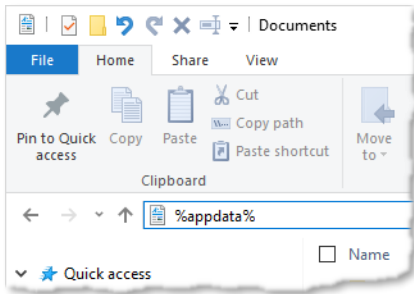 Documents
File Home Share View
Pin to Quick access
Copy
Paste
Cut
Copy path
Paste shortcut
Move to
Clipboard
%appdata%
Name
Quick access